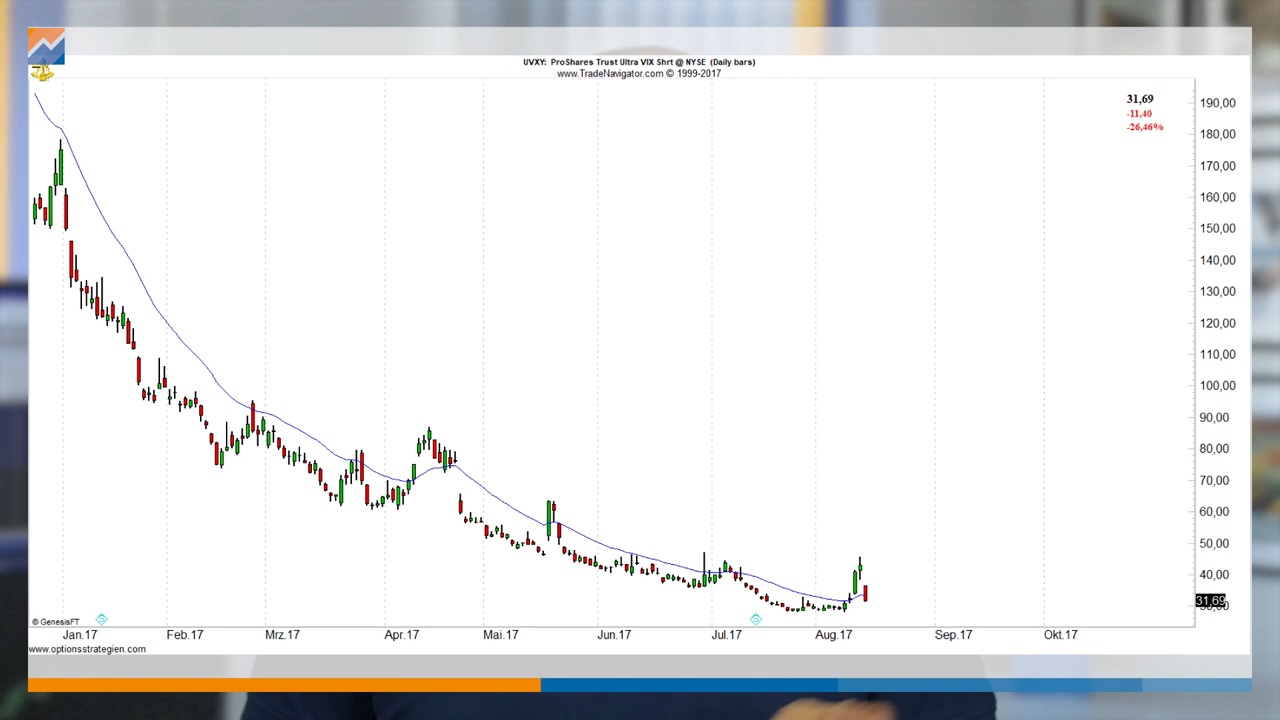 UVXY: ProShares Trust Ultra VIX Shrt @ NYSE (Daily bars)
www.TradeNavigator.com © 1999-2017
31,69
-11,40
-26,46%
190,00
180,00
170,00
160,00
150,00
140,00
130,00
120,00
110,00
100,00
90,00
80,00
70,00
60,00
50,00
40,00
31,69
© GenesisFT
S
S
Jan.17
Feb.17
Mrz.17
Apr.17
Mai.17
Jun.17
Jul.17
Aug.17
Sep.17
Okt.17
www.optionsstrategien.com